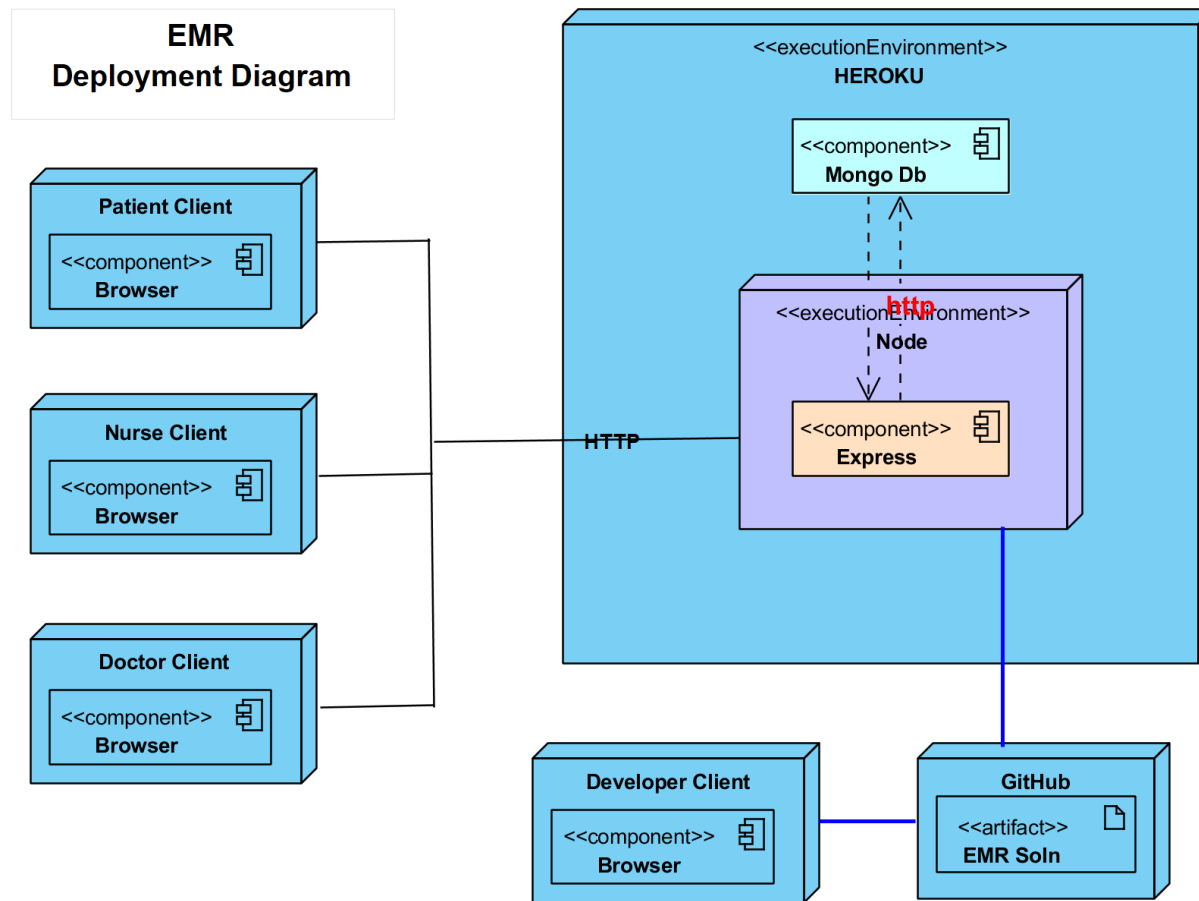 EMR
Deployment Diagram
<<executionEnvironment>>
HEROKU
<<component>>
Mongo Db
Patient Client
<<component>>
Browser
http
<<executionEnvironment>>
Node
Nurse Client
<<component>>
Browser
HTTP
<<component>>
Express
Doctor Client
<<component>>
Browser
Developer Client
<<component>>
Browser
GitHub
<<artifact>>
EMR Soln